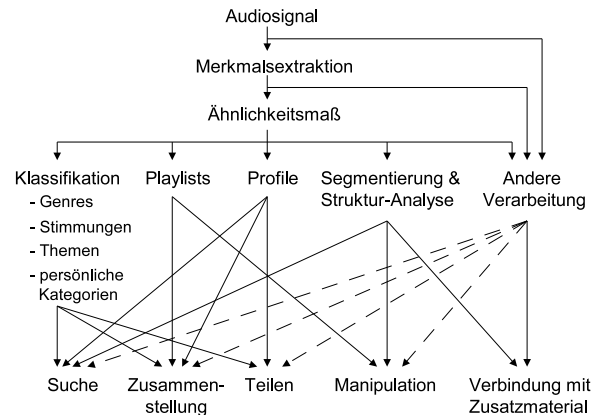 Audiosignal
Merkmalsextraktion
Ähnlichkeitsmaß
Klassifikation
- Genres
- Stimmungen
- Themen
- persönliche
Kategorien
Playlists
Profile
Segmentierung &
Struktur-Analyse
Andere
Verarbeitung
Suche
Zusammen-
stellung
Teilen
Manipulation
Verbindung mit
Zusatzmaterial